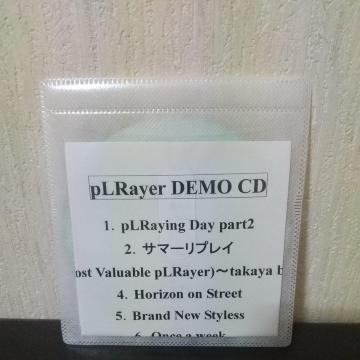 pLRayer DEMO CD
1. pLRaying Day part2
2. サマーリプレイ
ost Valuable pLRayer)～takaya b
4. Horizon on Street
5. Brand New Styless
6. Once a week